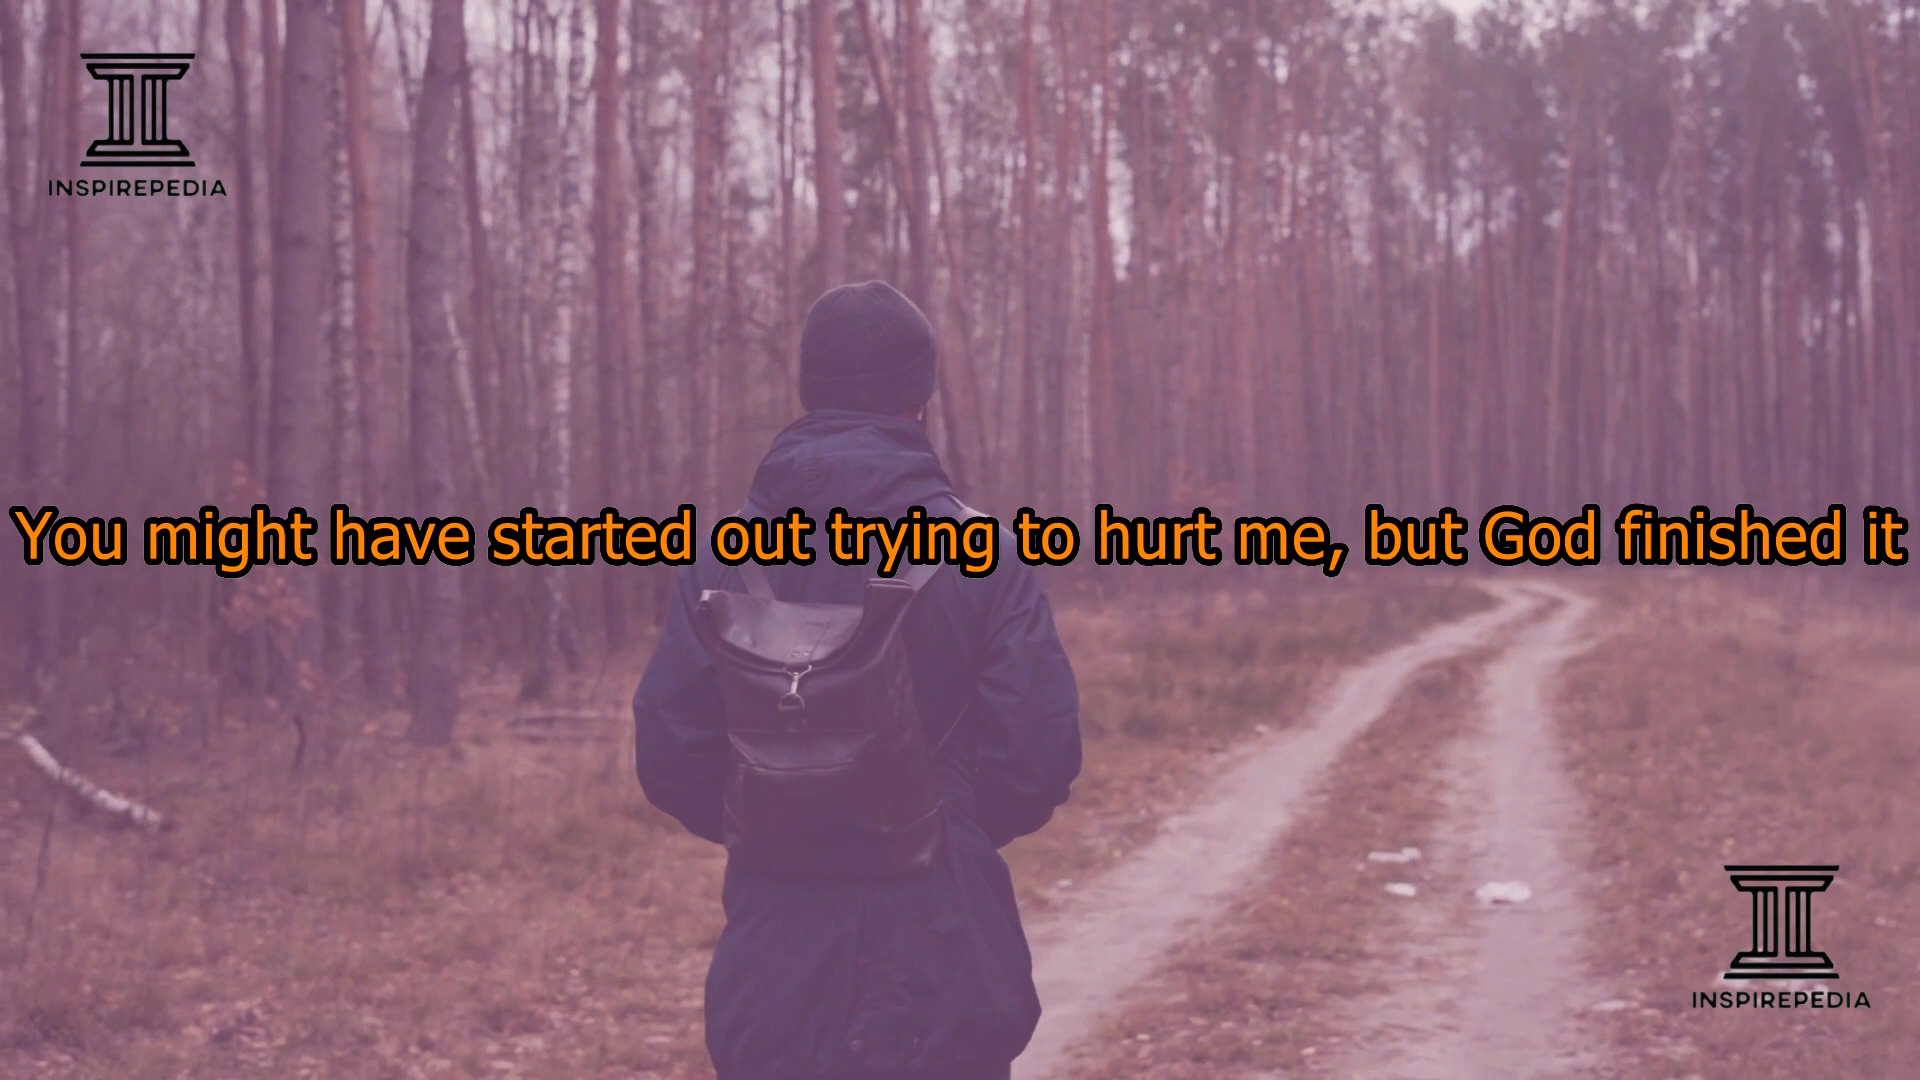 INSPIREPEDIA
You might have started out trying to hurt me, but God finished it
INSPIREPEDIA